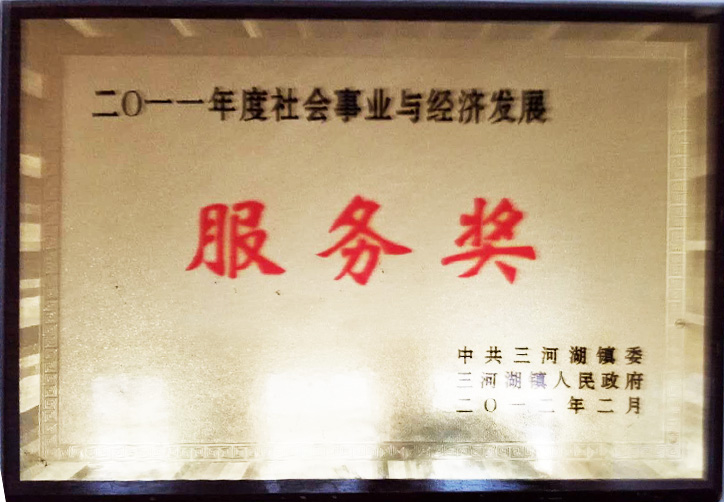 二〇一一年度社会事业与经济发展
服务奖
中共三河湖镇委
三河湖镇人民政府
二〇一二年二月